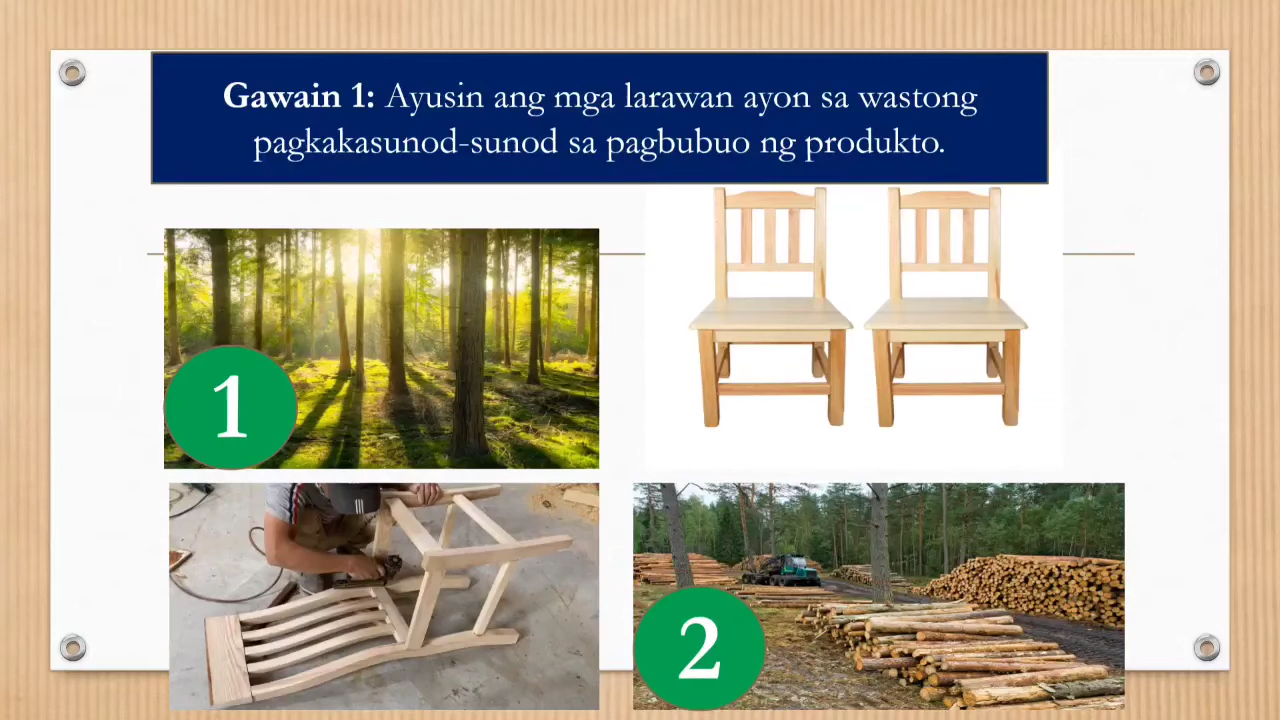 Gawain 1: Ayusin ang mga larawan ayon sa wastong
pagkakasunod-sunod sa pagbubuo ng produkto.
1
2